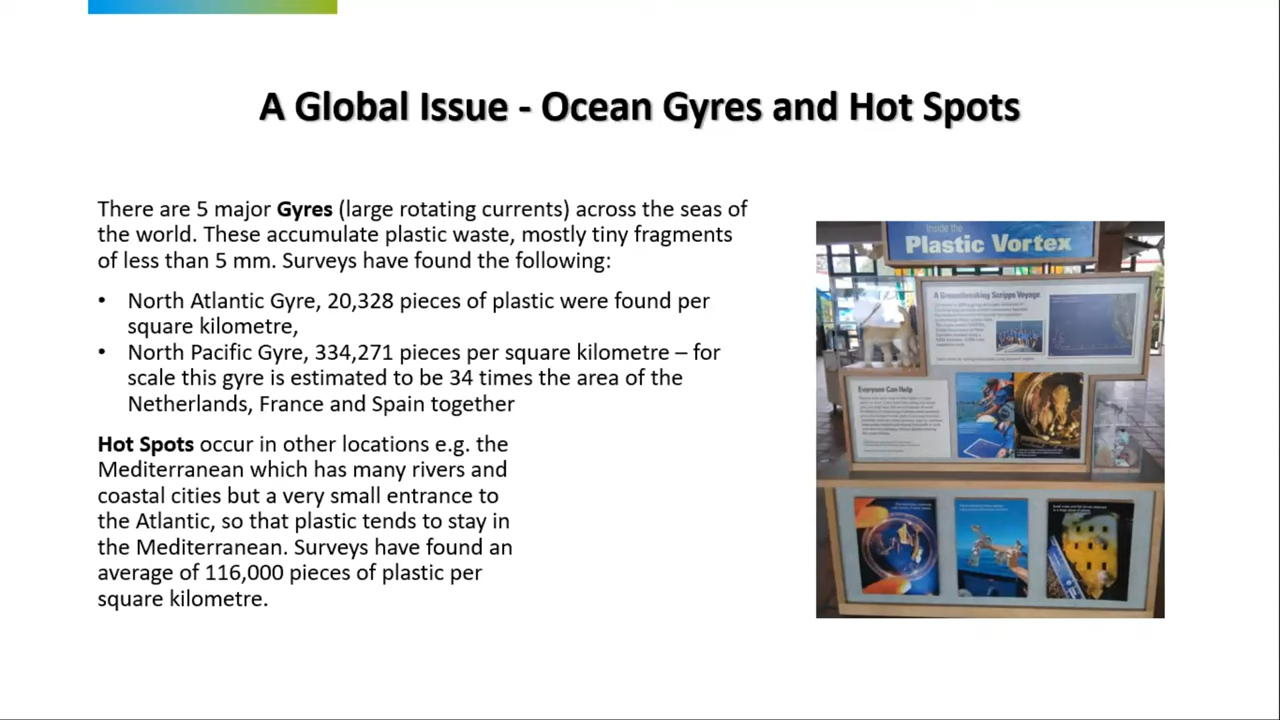 A Global Issue - Ocean Gyres and Hot Spots
There are 5 major Gyres (large rotating currents) across the seas of
the world. These accumulate plastic waste, mostly tiny fragments
of less than 5 mm. Surveys have found the following:
• North Atlantic Gyre, 20,328 pieces of plastic were found per
square kilometre,
• North Pacific Gyre, 334,271 pieces per square kilometre – for
scale this gyre is estimated to be 34 times the area of the
Netherlands, France and Spain together
Hot Spots occur in other locations e.g. the
Mediterranean which has many rivers and
coastal cities but a very small entrance to
the Atlantic, so that plastic tends to stay in
the Mediterranean. Surveys have found an
average of 116,000 pieces of plastic per
square kilometre.
Inside the
Plastic Vortex
A Groundbreaking Scripps Voyage
Everyone Can Help